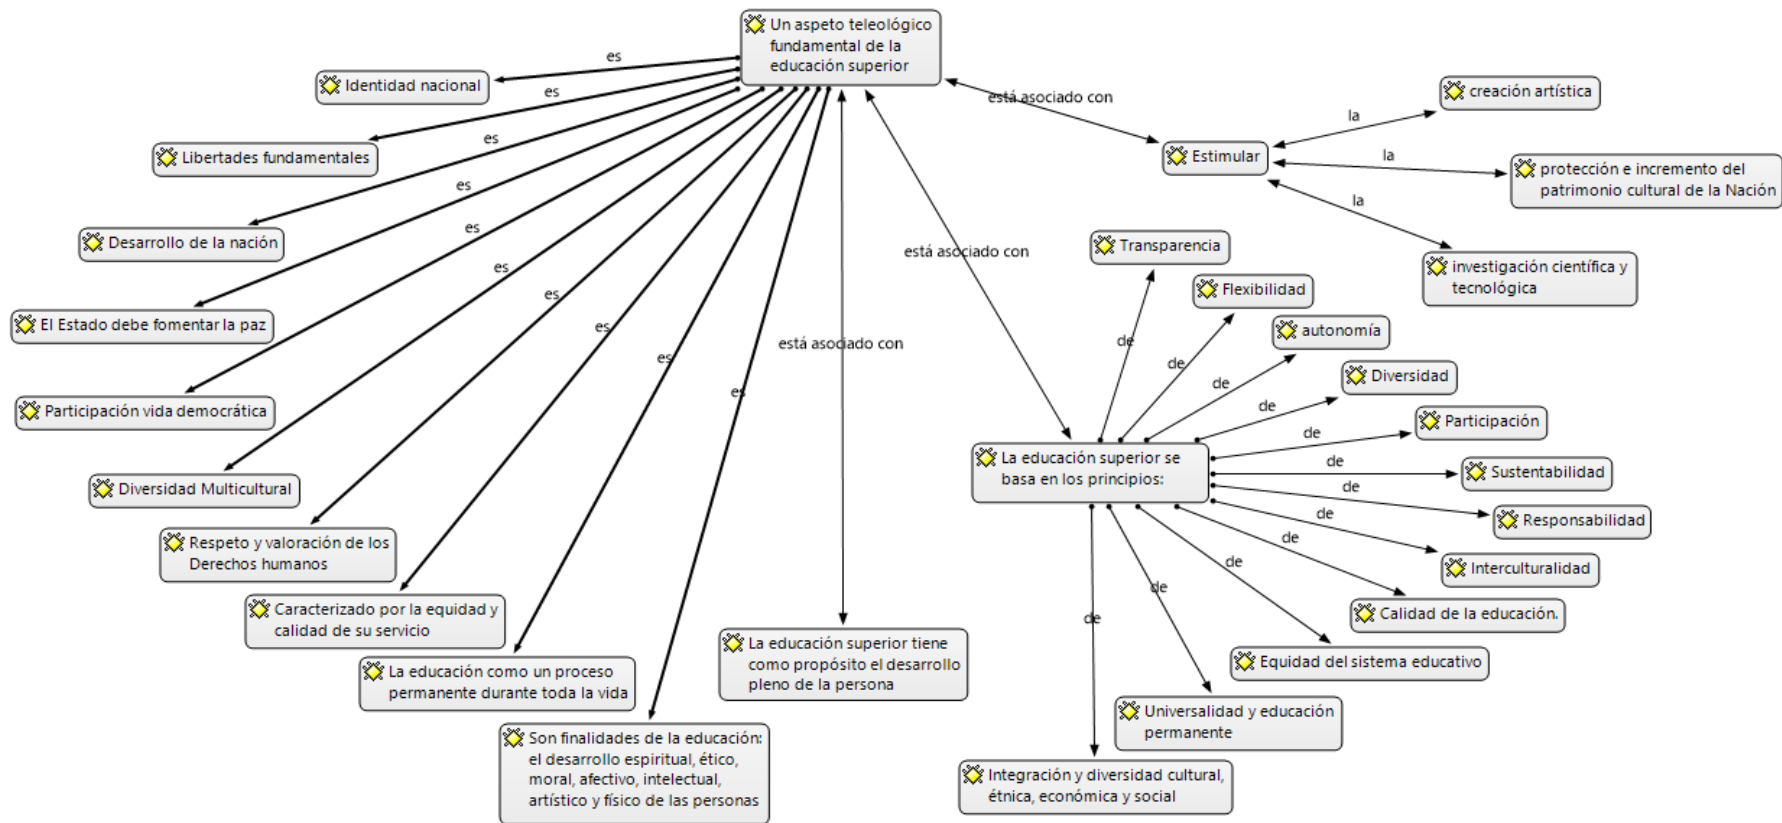 Un aspeto teleológico
fundamental de la
educación superior
es
Identidad nacional
es
Libertades fundamentales
es
Desarrollo de la nación
es
El Estado debe fomentar la paz
es
Participación vida democrática
es
Diversidad Multicultural
es
Respeto y valoración de los
Derechos humanos
es
Caracterizado por la equidad y
calidad de su servicio
es
La educación como un proceso
permanente durante toda la vida
es
Son finalidades de la educación:
el desarrollo espiritual, ético,
moral, afectivo, intelectual,
artístico y físico de las personas
está asociado con
La educación superior tiene
como propósito el desarrollo
pleno de la persona
está asociado con
Estimular
la
creación artística
la
protección e incremento del
patrimonio cultural de la Nación
la
investigación científica y
tecnológica
está asociado con
La educación superior se
basa en los principios:
de
Transparencia
de
Flexibilidad
de
autonomía
de
Diversidad
de
Participación
de
Sustentabilidad
de
Responsabilidad
de
Interculturalidad
de
Calidad de la educación.
de
Equidad del sistema educativo
de
Universalidad y educación
permanente
de
Integración y diversidad cultural,
étnica, económica y social